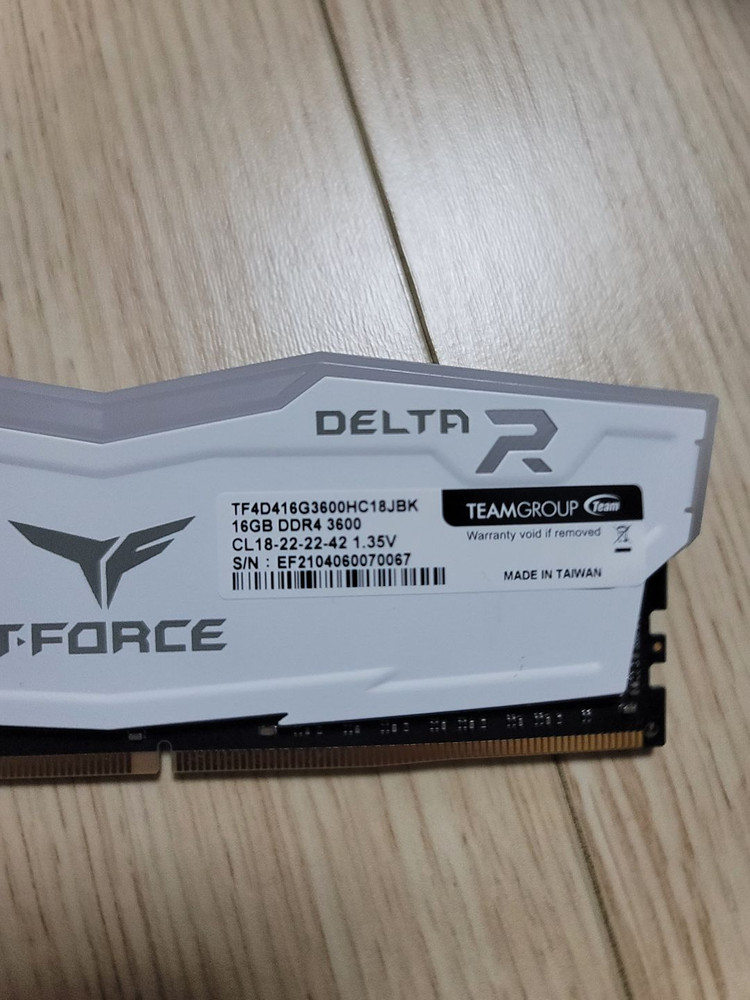 DELTA R
TF4D416G3600HC18JBK
16GB DDR4 3600
CL18-22-22-42 1.35V
S/N : EF2104060070067
TEAMGROUP Team
Warranty void if removed
MADE IN TAIWAN
T-FORCE